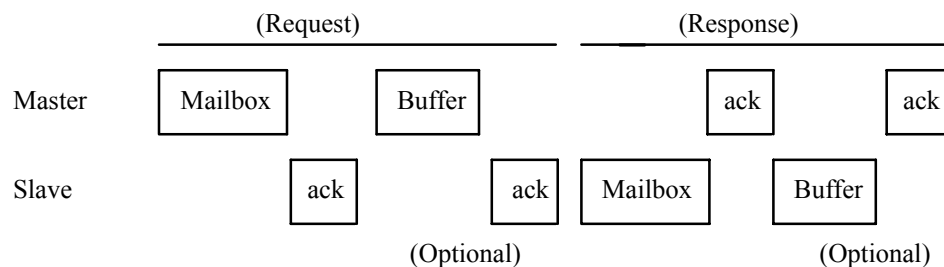 (Request) (Response)
Master Mailbox Buffer ack ack
Slave ack ack Mailbox Buffer
(Optional) (Optional)